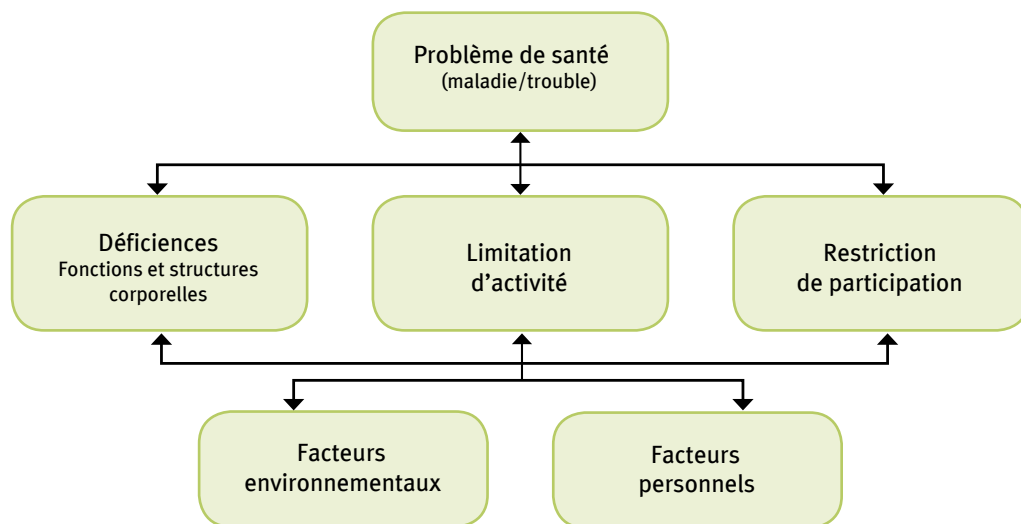 Problème de santé
(maladie/trouble)
Déficiences
Fonctions et structures
corporelles
Limitation
d’activité
Restriction
de participation
Facteurs
environnementaux
Facteurs
personnels